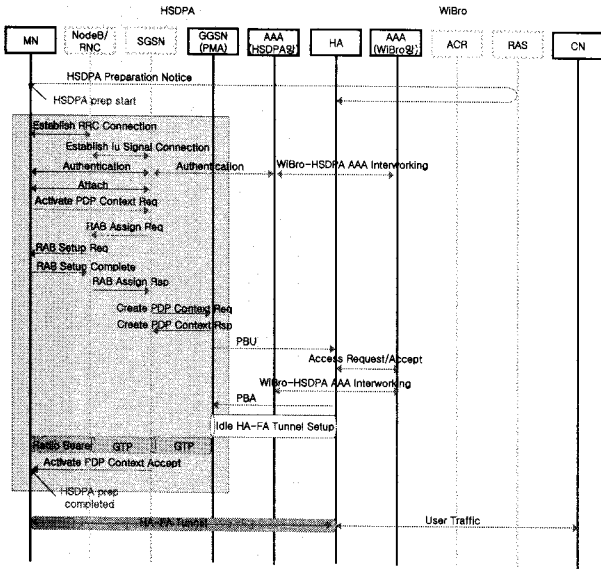 HSDPA
WiBro
MN
NodeB/
RNC
SGSN
GGSN
(PMA)
AAA
(HSDPA망)
HA
AAA
(WiBro망)
ACR
RAS
CN
HSDPA Preparation Notice
HSDPA prep start
Establish RRC Connection
Establish Iu Signal Connection
Authentication
Authentication
WiBro-HSDPA AAA Interworking
Attach
Activate PDP Context Req
RAB Assign Req
RAB Setup Req
RAB Setup Complete
RAB Assign Rsp
Create PDP Context Req
Create PDP Context Rsp
PBU
Access Request/Accept
WiBro-HSDPA AAA Interworking
PBA
Idle HA-FA Tunnel Setup
Radio Bearer
GTP
GTP
Activate PDP Context Accept
HSDPA prep
completed
HA-FA Tunnel
User Traffic